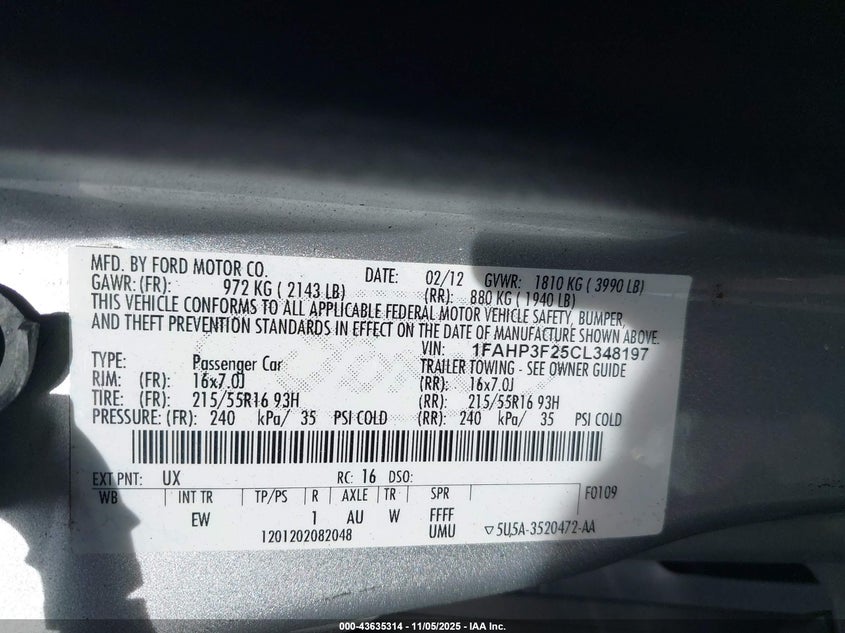 MFD. BY FORD MOTOR CO. DATE: 02/12 GVWR: 1810 KG ( 3990 LB)
GAWR: (FR): 972 KG ( 2143 LB) (RR): 880 KG ( 1940 LB)
THIS VEHICLE CONFORMS TO ALL APPLICABLE FEDERAL MOTOR VEHICLE SAFETY, BUMPER,
AND THEFT PREVENTION STANDARDS IN EFFECT ON THE DATE OF MANUFACTURE SHOWN ABOVE.
VIN: 1FAHP3F25CL348197
TYPE: Passenger Car TRAILER TOWING - SEE OWNER GUIDE
RIM: (FR): 16x7.0J (RR): 16x7.0J
TIRE: (FR): 215/55R16 93H (RR): 215/55R16 93H
PRESSURE: (FR): 240 kPa/ 35 PSI COLD (RR): 240 kPa/ 35 PSI COLD
EXT PNT: UX RC: 16 DSO:
WB INT TR TP/PS R AXLE TR SPR F0109
EW 1 AU W FFFF
1201202082048 UMU ▽5U5A-3520472-AA
000-43635314 - 11/05/2025 - IAA Inc.